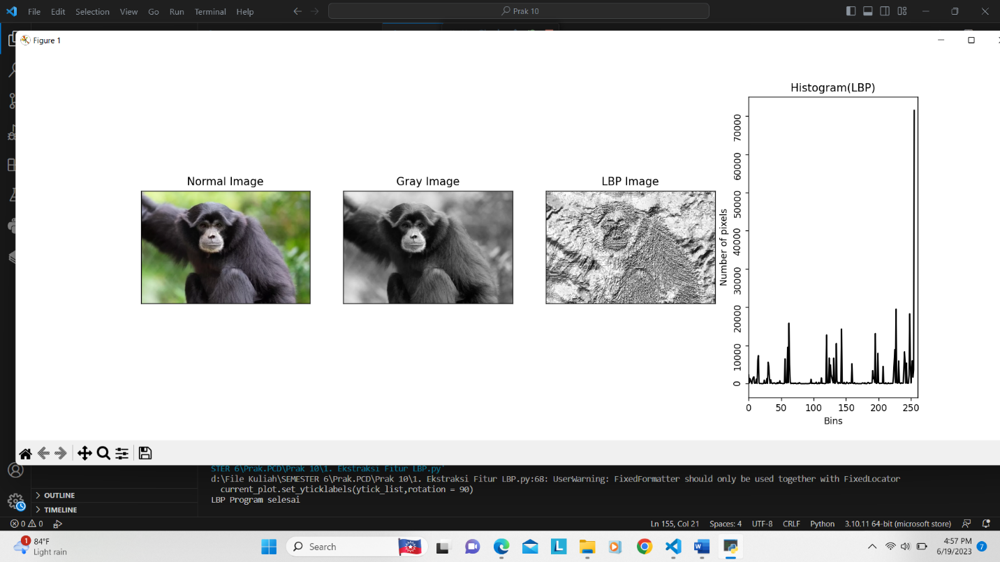 File Edit Selection View Go Run Terminal Help
Prak 10
Figure 1
Normal Image
Gray Image
LBP Image
Histogram(LBP)
Number of pixels
70000
60000
50000
40000
30000
20000
10000
0
0 50 100 150 200 250
Bins
STER 6\Prak.PCD\Prak 10\1. Ekstraksi Fitur LBP.py'
d:\File Kuliah\SEMESTER 6\Prak.PCD\Prak 10\1. Ekstraksi Fitur LBP.py:68: UserWarning: FixedFormatter should only be used together with FixedLocator
current_plot.set_yticklabels(ytick_list,rotation = 90)
LBP Program selesai
OUTLINE
TIMELINE
0 0
Ln 155, Col 21 Spaces: 4 UTF-8 CRLF Python 3.10.11 64-bit (microsoft store)
1
84°F
Light rain
Search
L
W
4:57 PM
6/19/2023
7